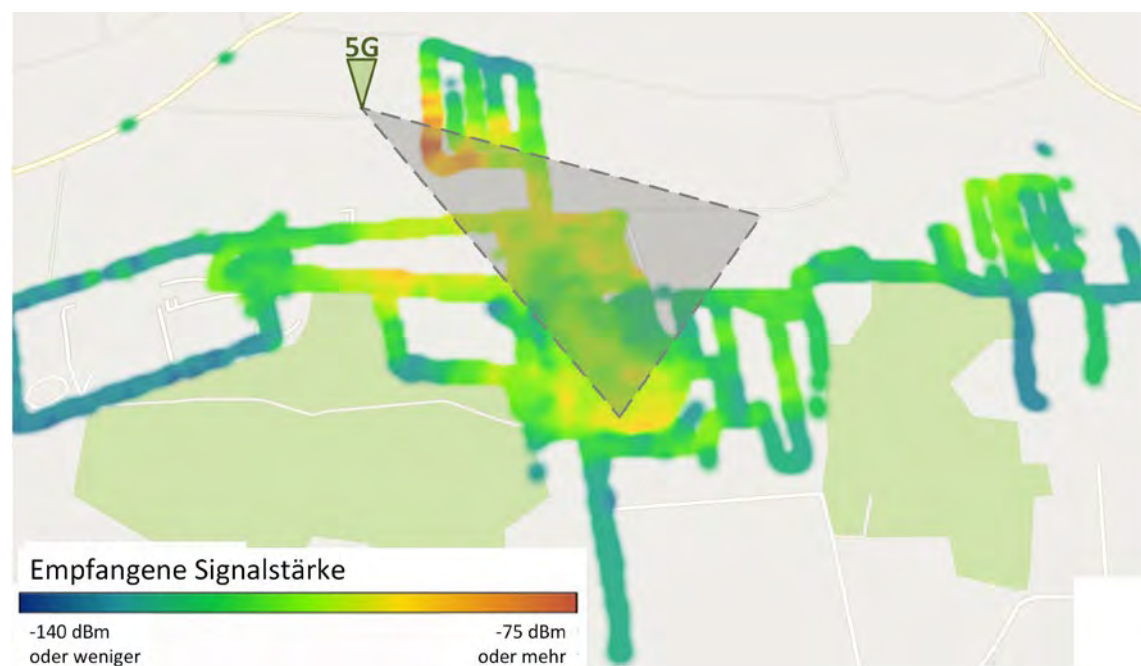 5G
Empfangene Signalstärke
-140 dBm
oder weniger
-75 dBm
oder mehr